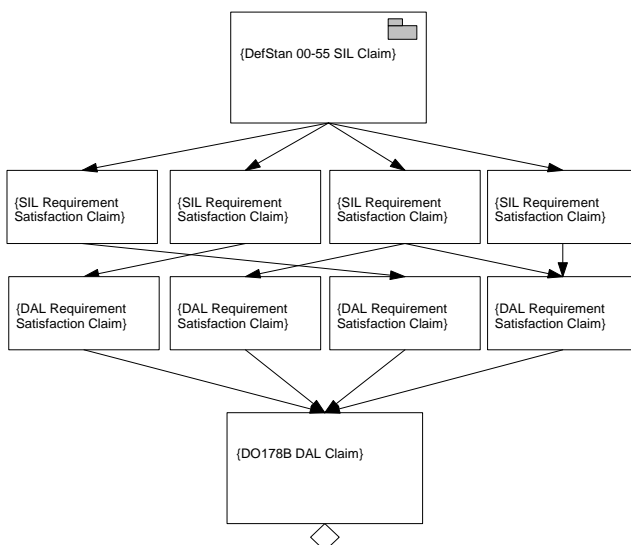 {DefStan 00-55 SIL Claim}
{SIL Requirement
Satisfaction Claim}
{SIL Requirement
Satisfaction Claim}
{SIL Requirement
Satisfaction Claim}
{SIL Requirement
Satisfaction Claim}
{DAL Requirement
Satisfaction Claim}
{DAL Requirement
Satisfaction Claim}
{DAL Requirement
Satisfaction Claim}
{DAL Requirement
Satisfaction Claim}
{DO178B DAL Claim}